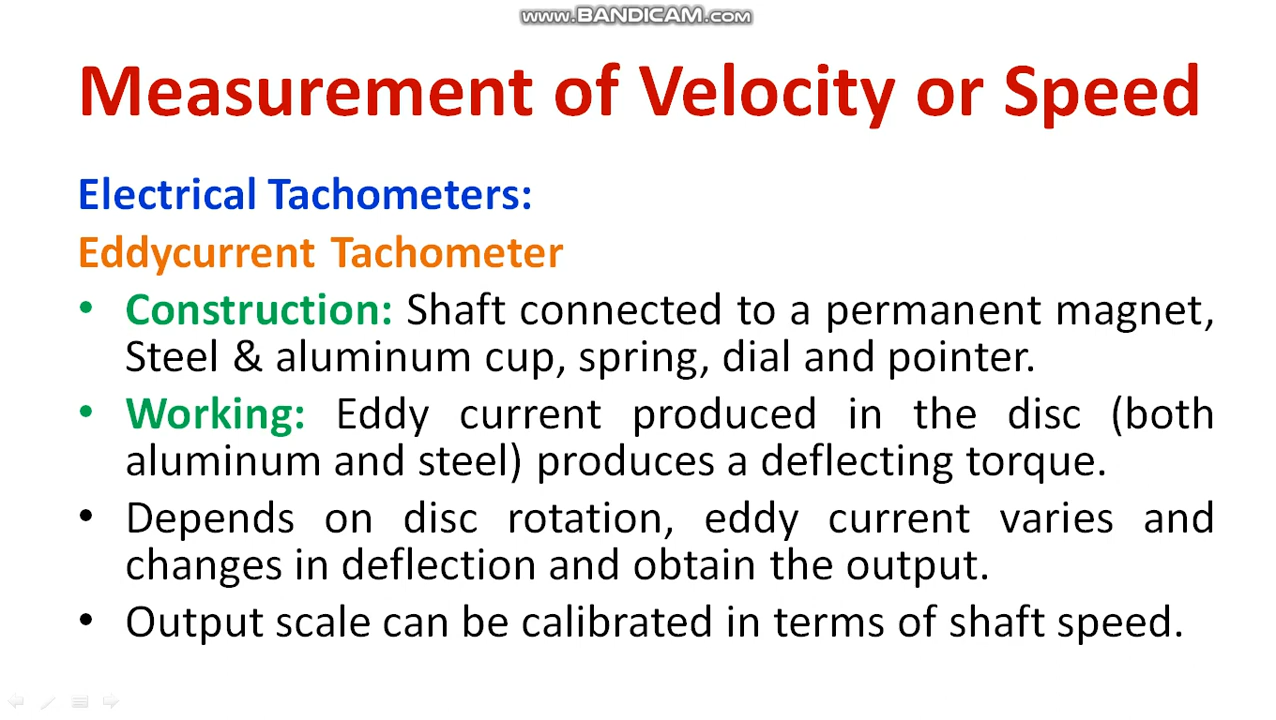 www.BANDICAM.com
Measurement of Velocity or Speed
Electrical Tachometers:
Eddycurrent Tachometer
• Construction: Shaft connected to a permanent magnet,
Steel & aluminum cup, spring, dial and pointer.
• Working: Eddy current produced in the disc (both
aluminum and steel) produces a deflecting torque.
• Depends on disc rotation, eddy current varies and
changes in deflection and obtain the output.
• Output scale can be calibrated in terms of shaft speed.